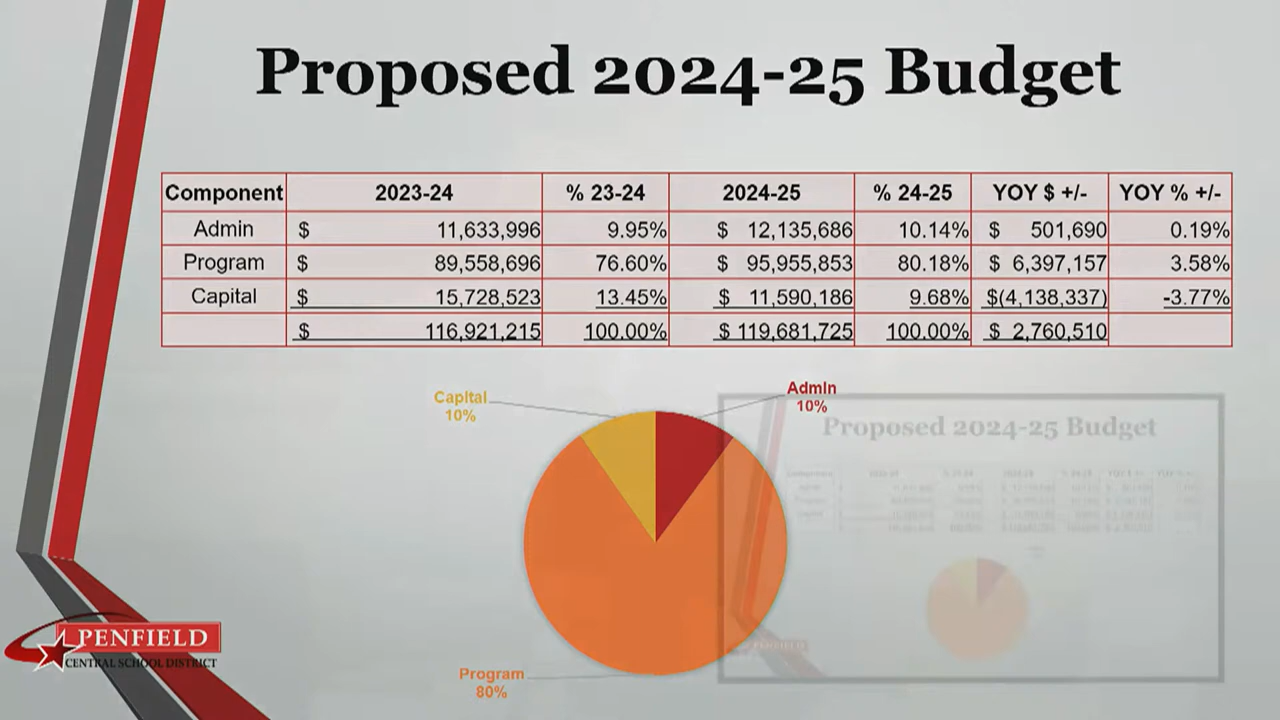 Proposed 2024-25 Budget
Component 2023-24 % 23-24 2024-25 % 24-25 YOY $ +/- YOY % +/-
Admin $ 11,633,996 9.95% $ 12,135,686 10.14% $ 501,690 0.19%
Program $ 89,558,696 76.60% $ 95,955,853 80.18% $ 6,397,157 3.58%
Capital $ 15,728,523 13.45% $ 11,590,186 9.68% $(4,138,337) -3.77%
$ 116,921,215 100.00% $ 119,681,725 100.00% $ 2,760,510
Capital
10%
Admin
10%
Proposed 2024-25 Budget
PENFIELD
CENTRAL SCHOOL DISTRICT
PENFIELD
Program
80%